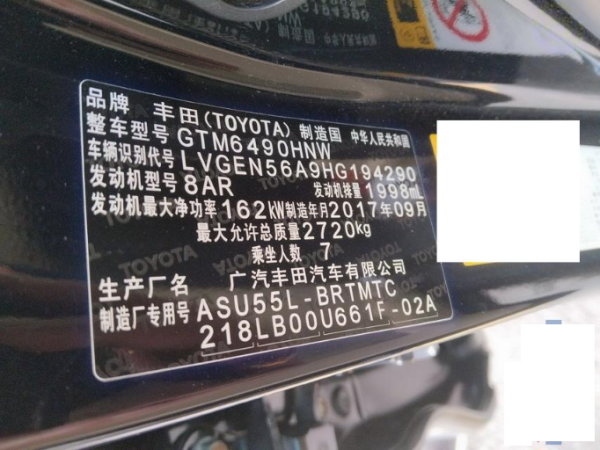 品牌 丰田(TOYOTA) 制造国 中华人民共和国
整车型号 GTM6490HNW
车辆识别代号 LVGEN56A9HG194290
发动机型号 8AR 发动机排量 1998mL
发动机最大净功率 162kW 制造年月 2017年09月
最大允许总质量 2720kg
乘坐人数 7
生产厂名 广汽丰田汽车有限公司
制造厂专用号 ASU55L-BRTMTC
218LB00U661F-02A